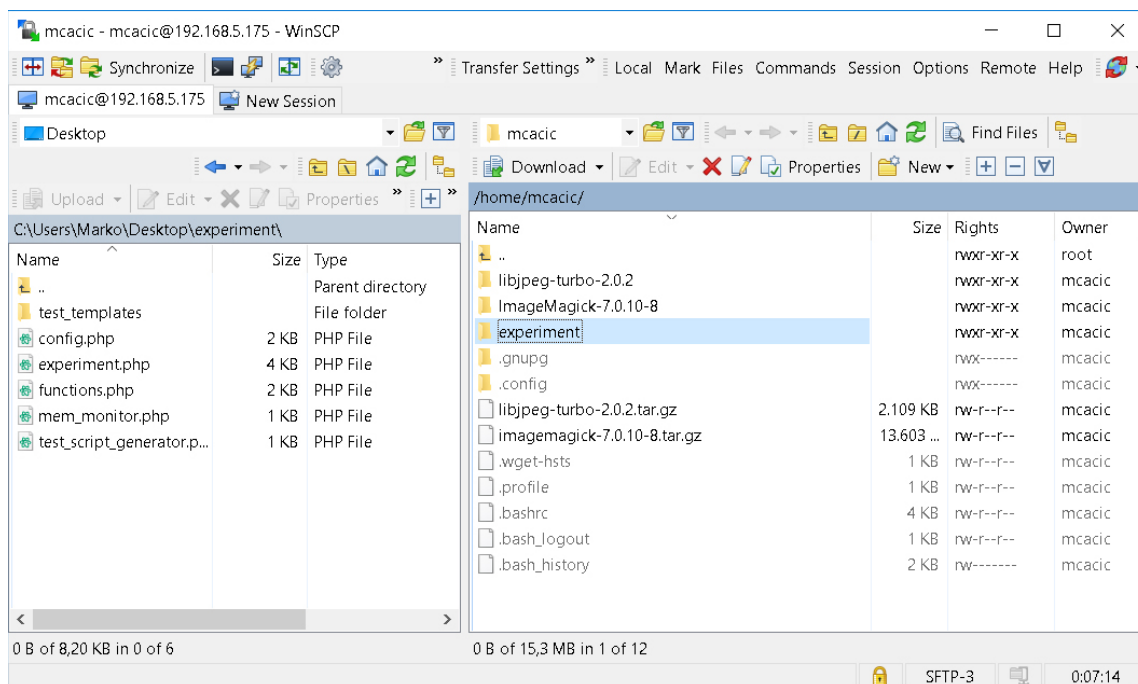 mcacic - mcacic@192.168.5.175 - WinSCP
Synchronize » Transfer Settings » Local Mark Files Commands Session Options Remote Help
mcacic@192.168.5.175 New Session
Desktop
mcacic Find Files
Download Edit Properties New
Upload Edit Properties » »
/home/mcacic/
C:\Users\Marko\Desktop\experiment\
Name Size Type
.. Parent directory
test_templates File folder
config.php 2 KB PHP File
experiment.php 4 KB PHP File
functions.php 2 KB PHP File
mem_monitor.php 1 KB PHP File
test_script_generator.p... 1 KB PHP File
0 B of 8,20 KB in 0 of 6
Name Size Rights Owner
.. rwxr-xr-x root
libjpeg-turbo-2.0.2 rwxr-xr-x mcacic
ImageMagick-7.0.10-8 rwxr-xr-x mcacic
experiment rwxr-xr-x mcacic
.gnupg rwx------ mcacic
.config rwx------ mcacic
libjpeg-turbo-2.0.2.tar.gz 2.109 KB rw-r--r-- mcacic
imagemagick-7.0.10-8.tar.gz 13.603 ... rw-r--r-- mcacic
.wget-hsts 1 KB rw-r--r-- mcacic
.profile 1 KB rw-r--r-- mcacic
.bashrc 4 KB rw-r--r-- mcacic
.bash_logout 1 KB rw-r--r-- mcacic
.bash_history 2 KB rw------- mcacic
0 B of 15,3 MB in 1 of 12
SFTP-3 0:07:14